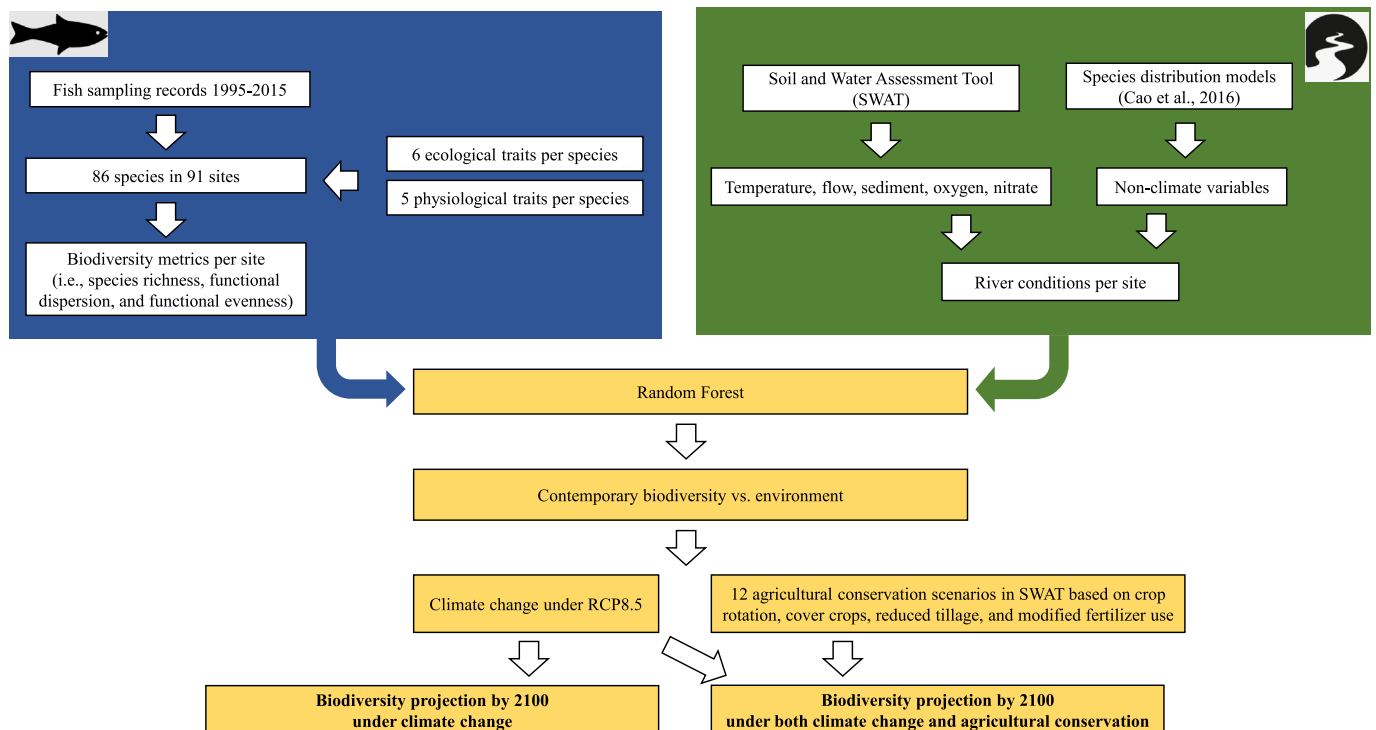 Fish sampling records 1995-2015
86 species in 91 sites
6 ecological traits per species
5 physiological traits per species
Biodiversity metrics per site
(i.e., species richness, functional
dispersion, and functional evenness)
Soil and Water Assessment Tool
(SWAT)
Species distribution models
(Cao et al., 2016)
Temperature, flow, sediment, oxygen, nitrate
Non-climate variables
River conditions per site
Random Forest
Contemporary biodiversity vs. environment
Climate change under RCP8.5
12 agricultural conservation scenarios in SWAT based on crop
rotation, cover crops, reduced tillage, and modified fertilizer use
Biodiversity projection by 2100
under climate change
Biodiversity projection by 2100
under both climate change and agricultural conservation